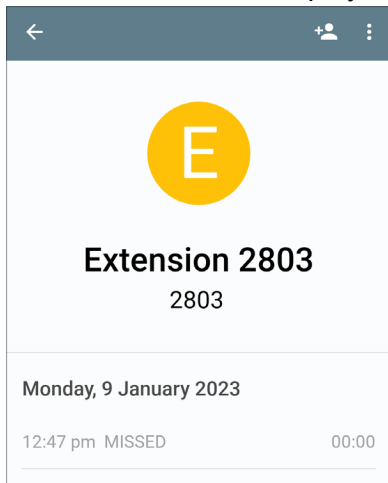 E
Extension 2803
2803
Monday, 9 January 2023
12:47 pm MISSED 00:00